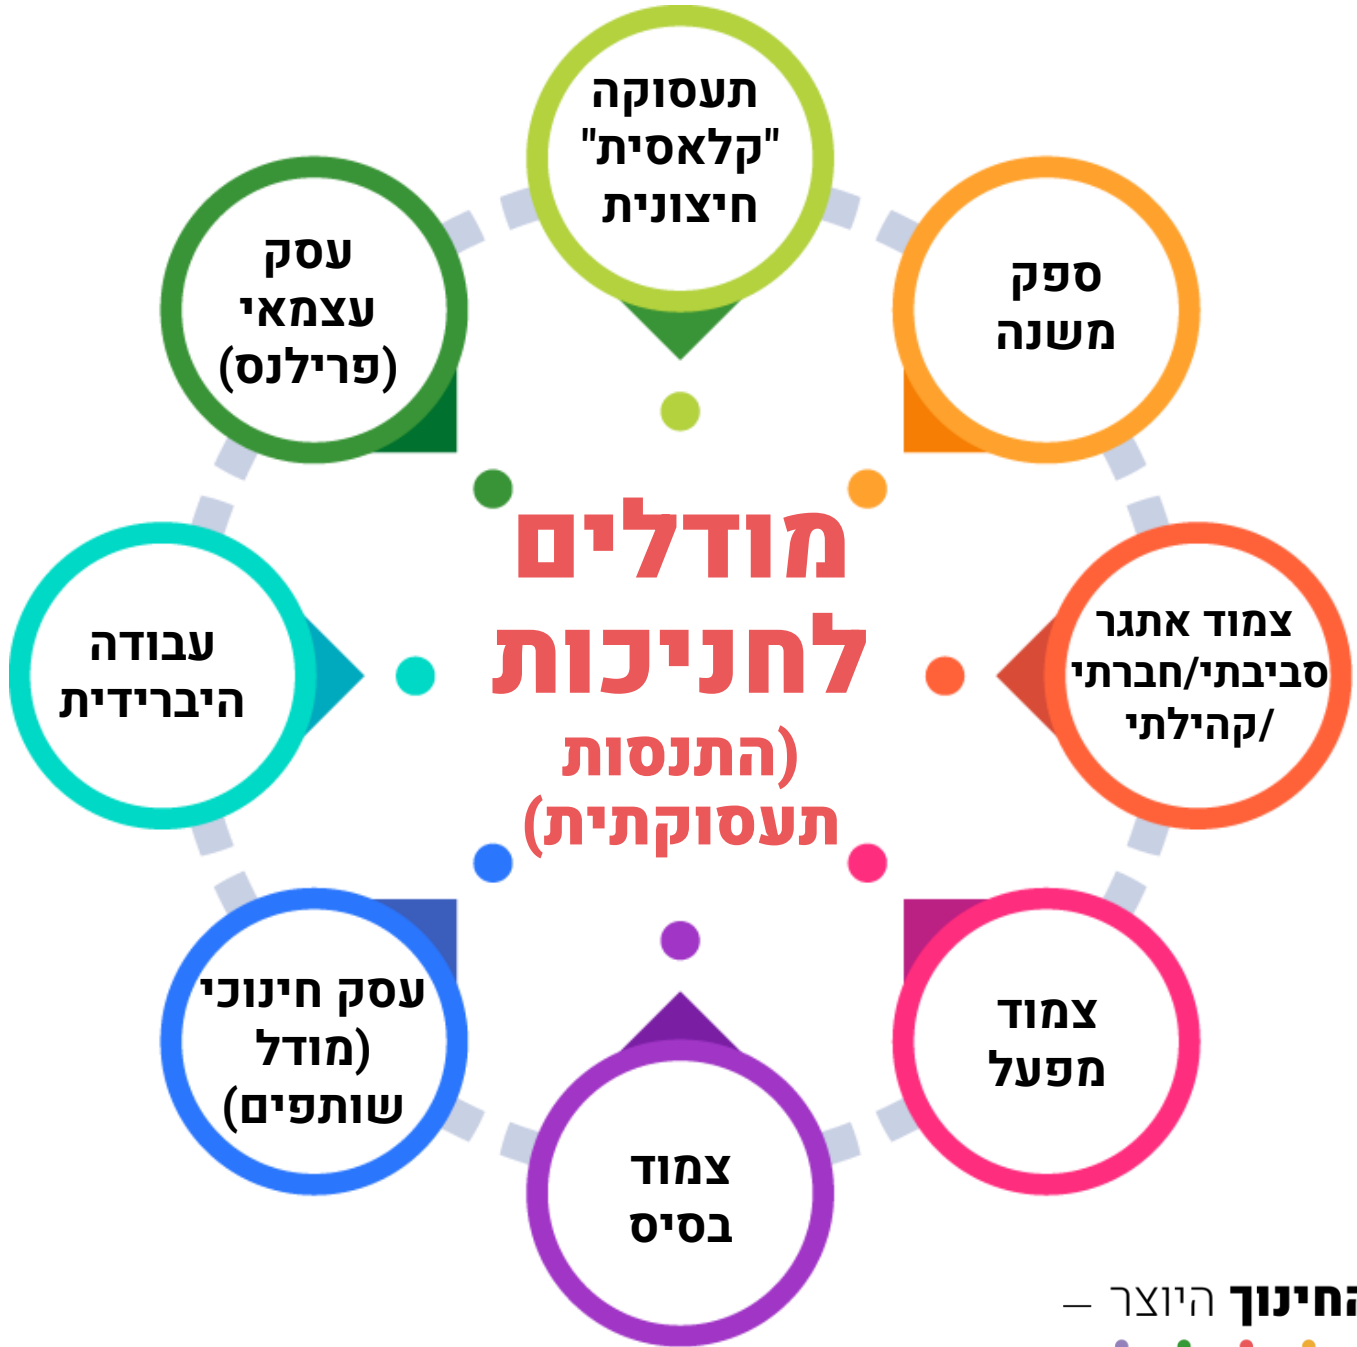 תעסוקה
"קלאסית"
חיצונית
ספק
משנה
צמוד אתגר
סביבתי/חברתי
/קהילתי
צמוד
מפעל
צמוד
בסיס
עסק חינוכי
(מודל
שותפים)
עבודה
היברידית
עסק
עצמאי
(פרילנס)
מודלים
לחניכות
(התנסות
תעסוקתית)
החינוך היוצר –